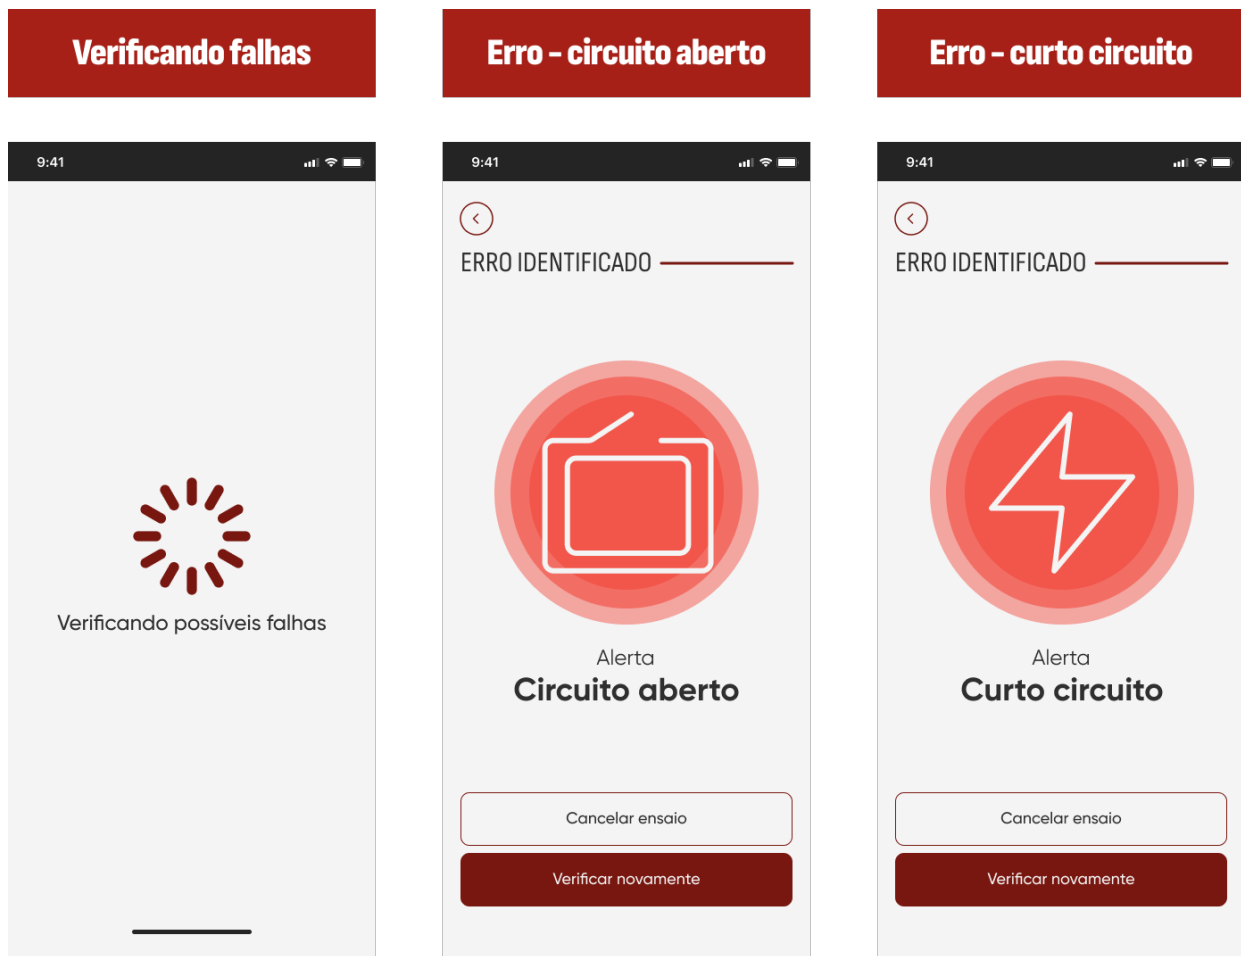 Verificando falhas
9:41
Verificando possíveis falhas
Erro - circuito aberto
9:41
ERRO IDENTIFICADO
Alerta
Circuito aberto
Cancelar ensaio
Verificar novamente
Erro - curto circuito
9:41
ERRO IDENTIFICADO
Alerta
Curto circuito
Cancelar ensaio
Verificar novamente